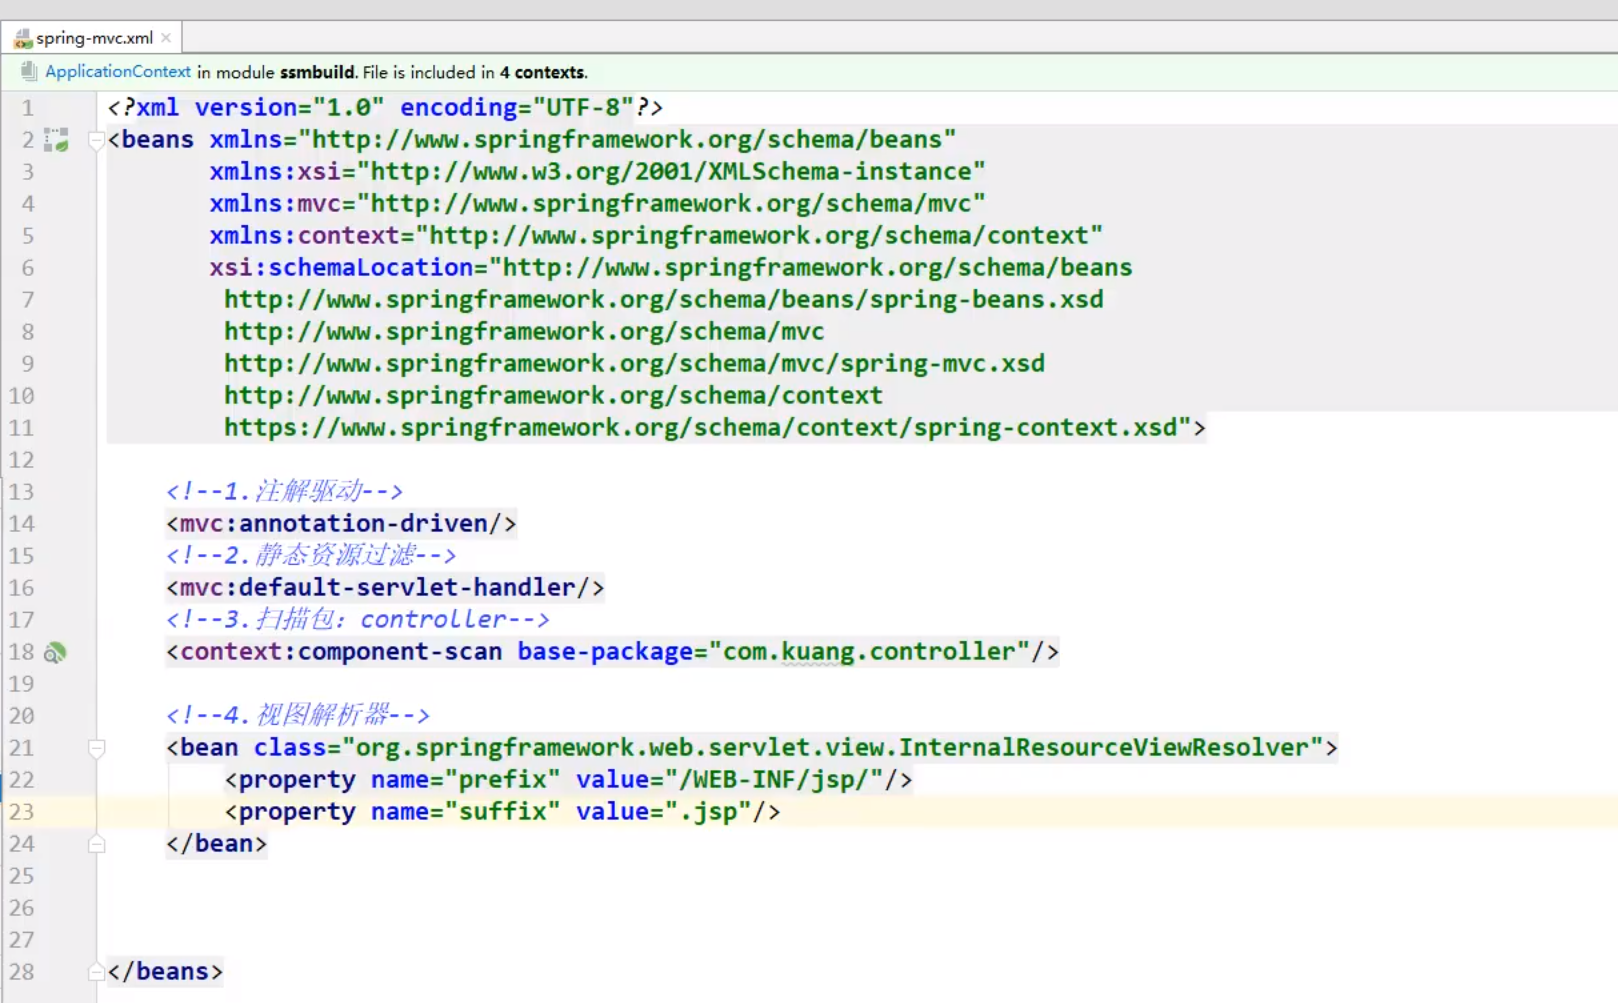 spring-mvc.xml
ApplicationContext in module ssmbuild. File is included in 4 contexts.
1 <?xml version="1.0" encoding="UTF-8"?>
2 <beans xmlns="http://www.springframework.org/schema/beans"
3 xmlns:xsi="http://www.w3.org/2001/XMLSchema-instance"
4 xmlns:mvc="http://www.springframework.org/schema/mvc"
5 xmlns:context="http://www.springframework.org/schema/context"
6 xsi:schemaLocation="http://www.springframework.org/schema/beans
7 http://www.springframework.org/schema/beans/spring-beans.xsd
8 http://www.springframework.org/schema/mvc
9 http://www.springframework.org/schema/mvc/spring-mvc.xsd
10 http://www.springframework.org/schema/context
11 https://www.springframework.org/schema/context/spring-context.xsd">
12
13 <!--1.注解驱动-->
14 <mvc:annotation-driven/>
15 <!--2.静态资源过滤-->
16 <mvc:default-servlet-handler/>
17 <!--3.扫描包：controller-->
18 <context:component-scan base-package="com.kuang.controller"/>
19
20 <!--4.视图解析器-->
21 <bean class="org.springframework.web.servlet.view.InternalResourceViewResolver">
22 <property name="prefix" value="/WEB-INF/jsp/"/>
23 <property name="suffix" value=".jsp"/>
24 </bean>
25
26
27
28 </beans>